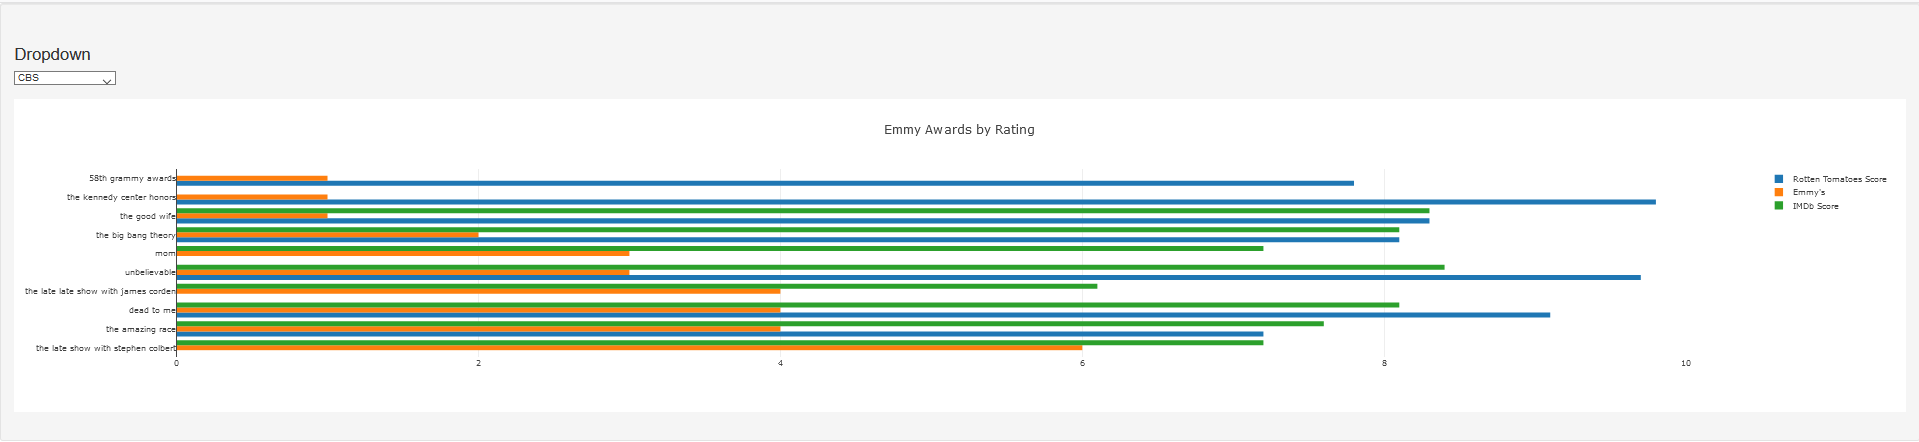 Dropdown
CBS
Emmy Awards by Rating
58th grammy awards
the kennedy center honors
the good wife
the big bang theory
mom
unbelievable
the late late show with james corden
dead to me
the amazing race
the late show with stephen colbert
0 2 4 6 8 10
Rotten Tomatoes Score
Emmy's
IMDb Score